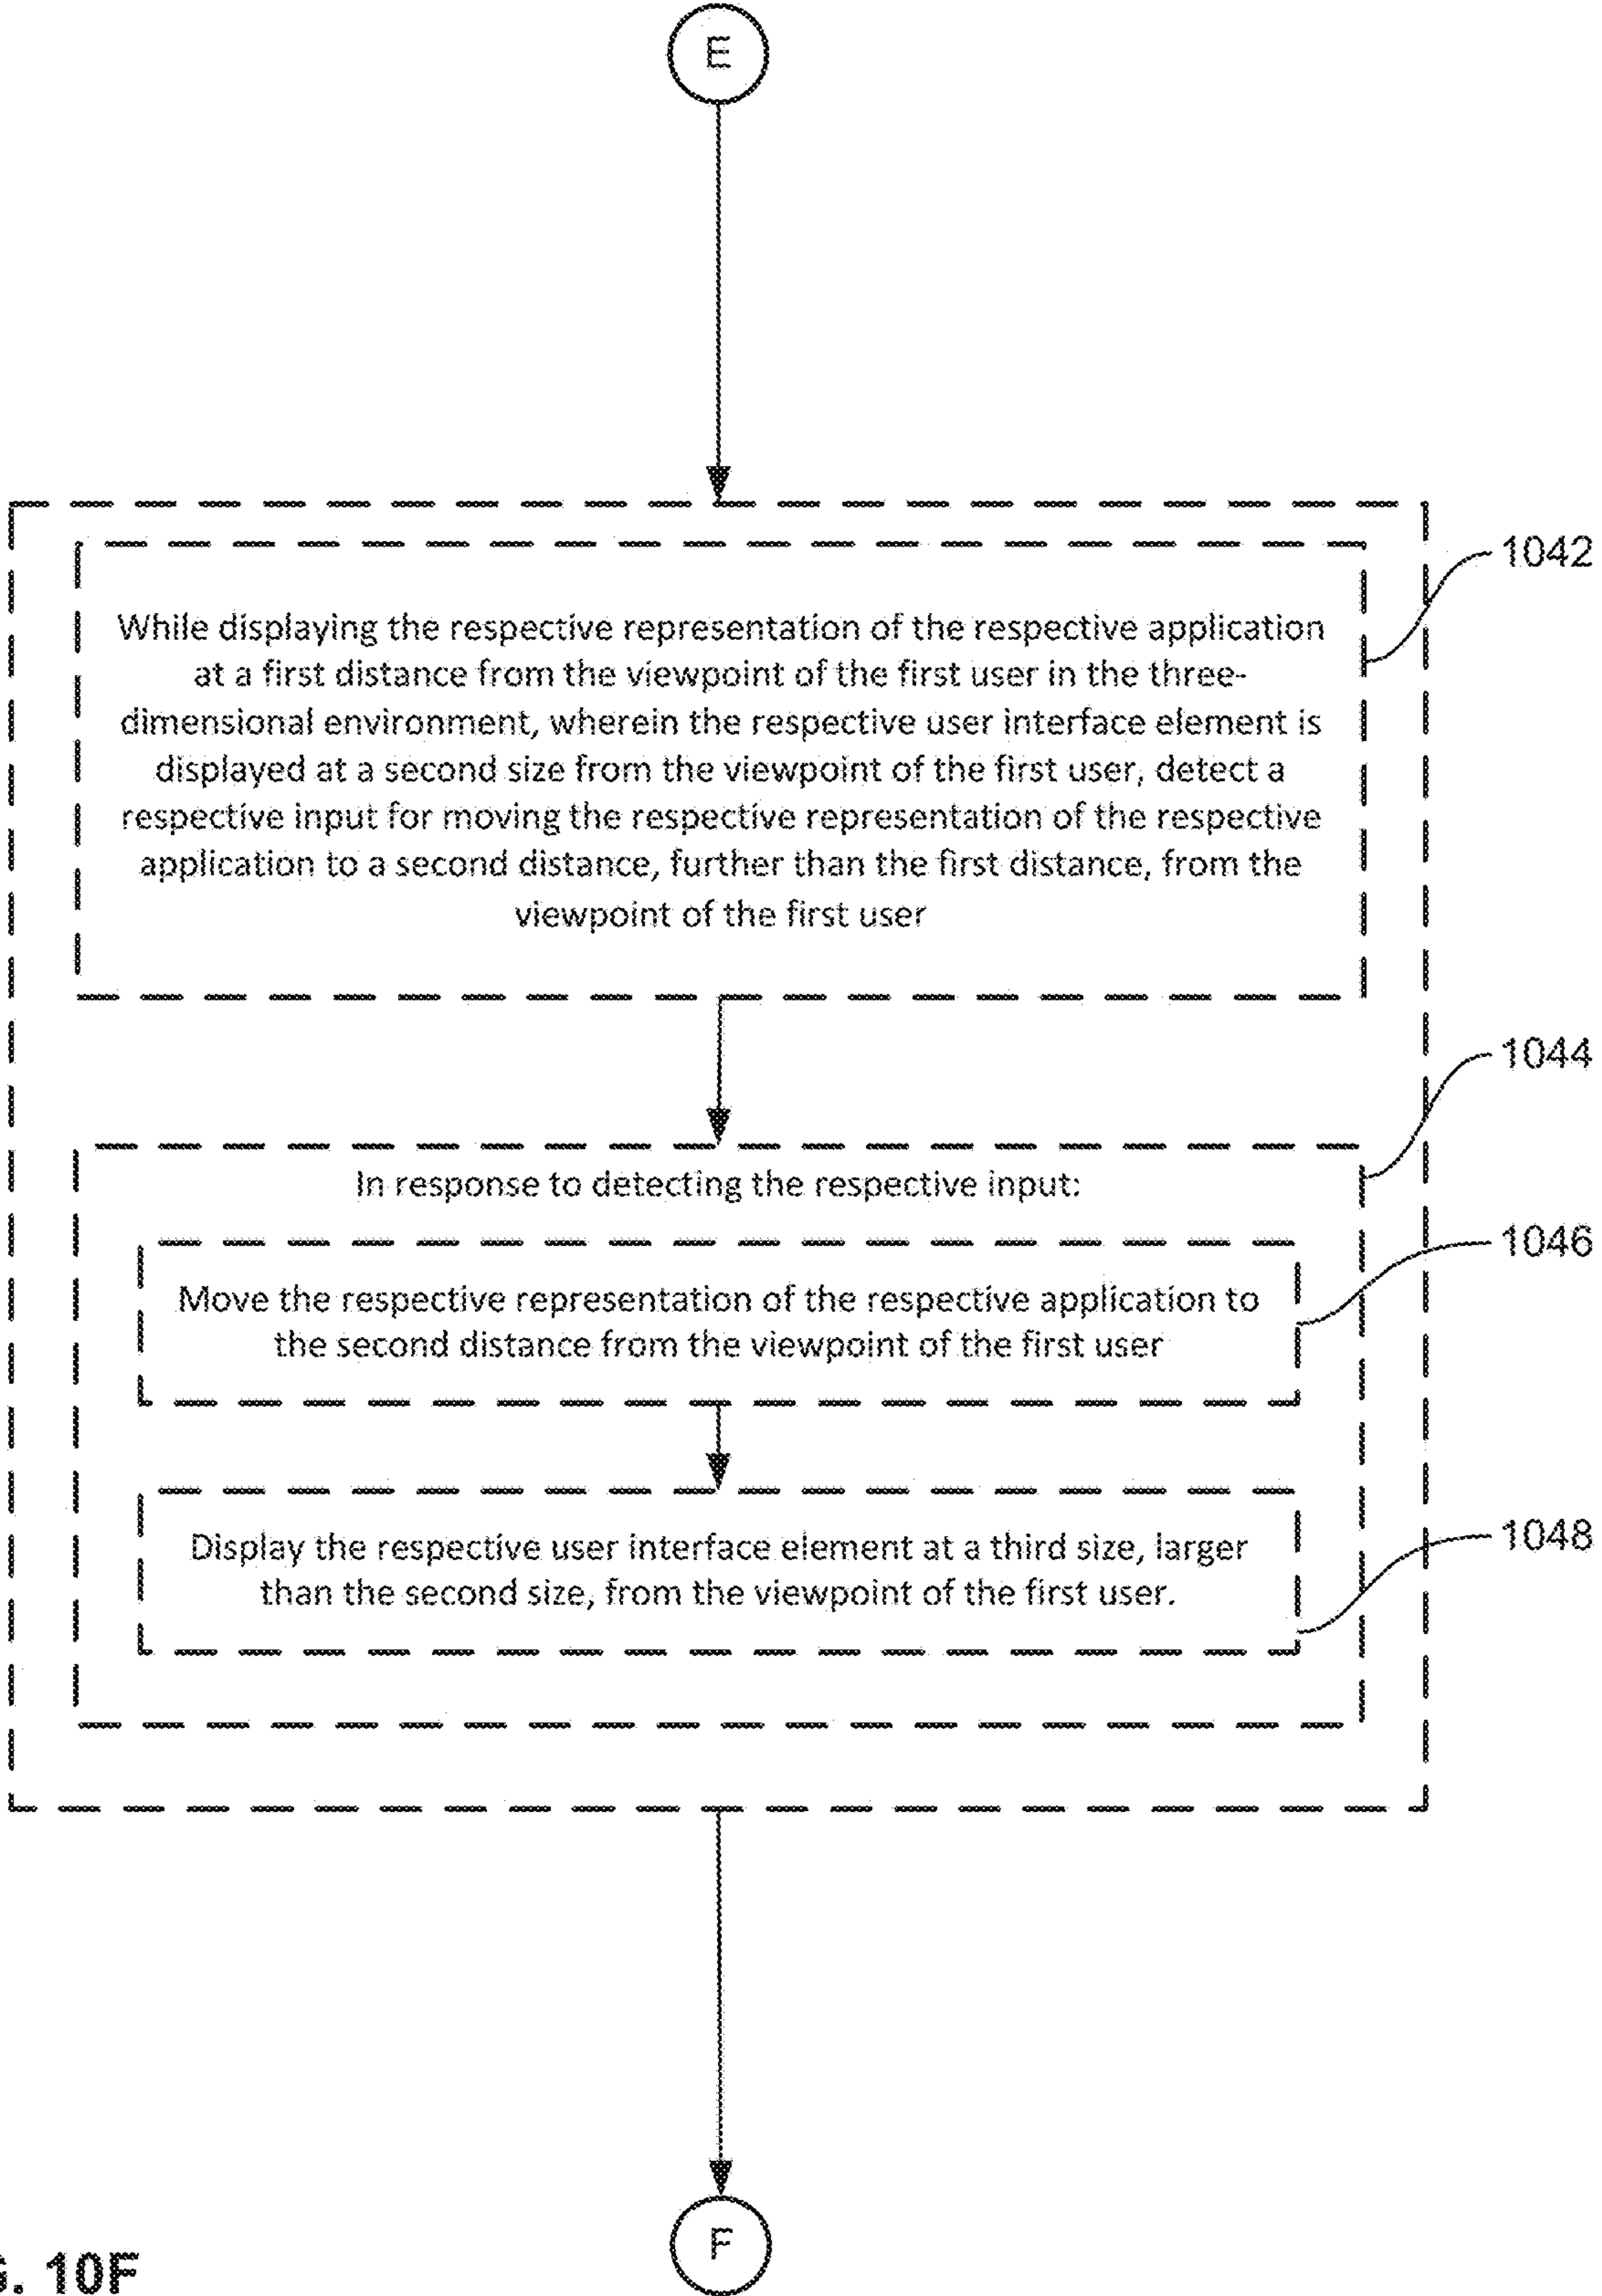 E
1042
While displaying the respective representation of the respective application
at a first distance from the viewpoint of the first user in the three-
dimensional environment, wherein the respective user interface element is
displayed at a second size from the viewpoint of the first user, detect a
respective input for moving the respective representation of the respective
application to a second distance, further than the first distance, from the
viewpoint of the first user
1044
In response to detecting the respective input:
1046
Move the respective representation of the respective application to
the second distance from the viewpoint of the first user
1048
Display the respective user interface element at a third size, larger
than the second size, from the viewpoint of the first user.
F
G. 10F